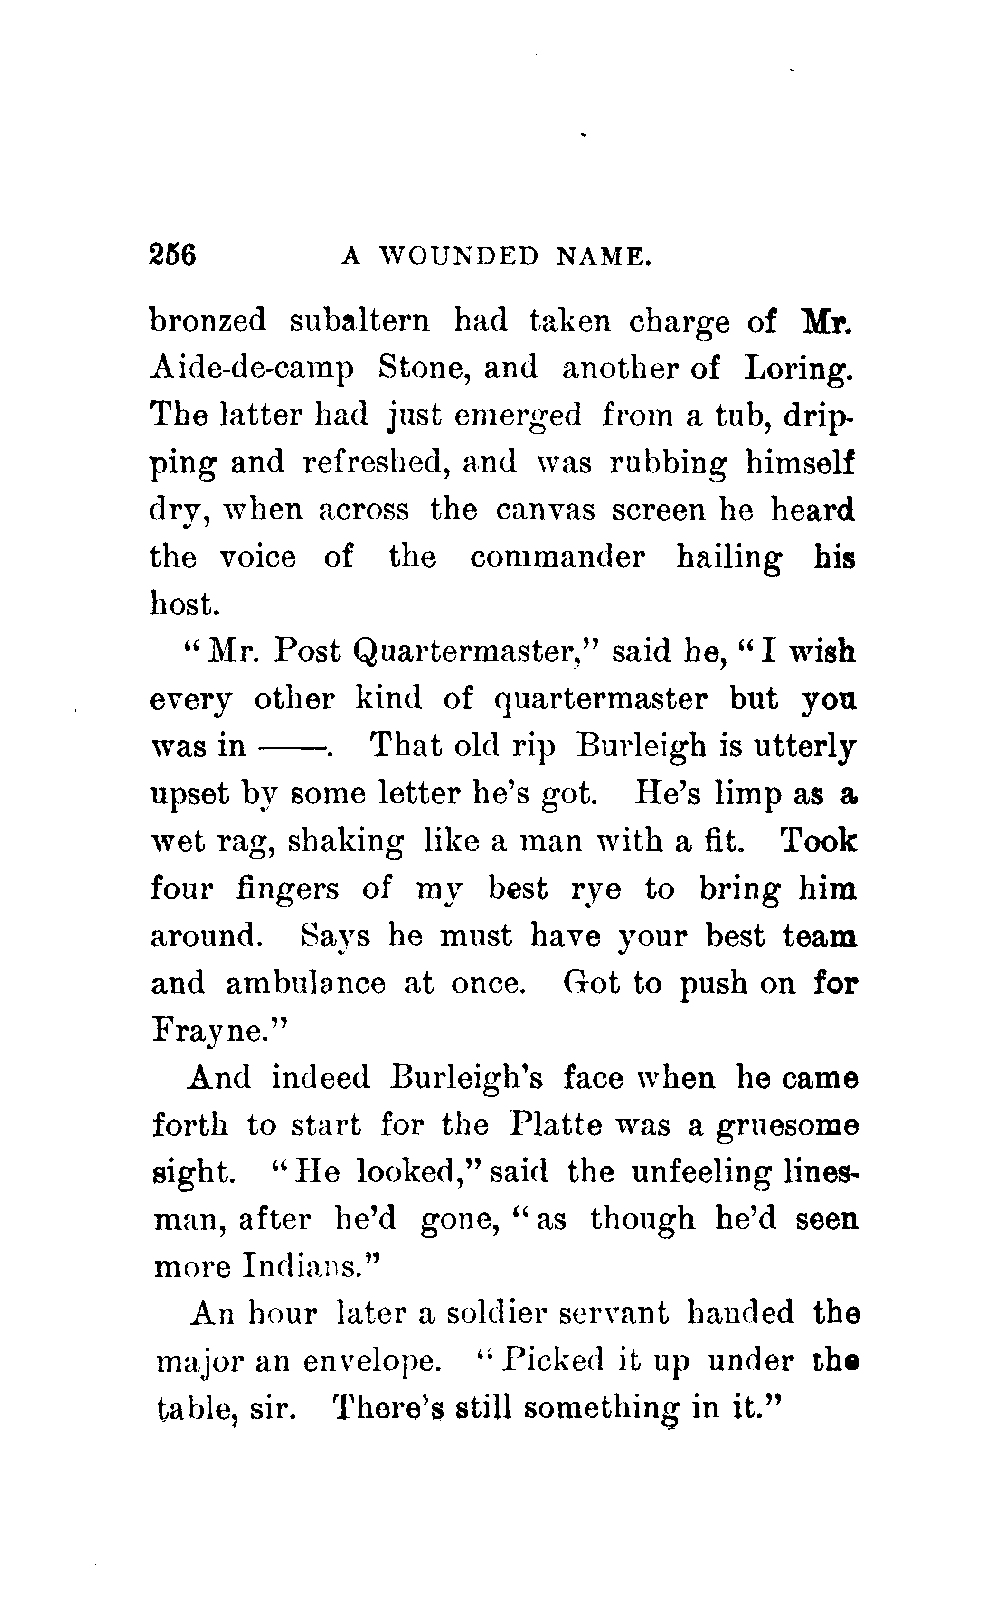 256 A WOUNDED NAME.
bronzed subaltern had taken charge of Mr.
Aide-de-camp Stone, and another of Loring.
The latter had just emerged from a tub, drip-
ping and refreshed, and was rubbing himself
dry, when across the canvas screen he heard
the voice of the commander hailing his
host.
"Mr. Post Quartermaster," said he, "I wish
every other kind of quartermaster but you
was in ——. That old rip Burleigh is utterly
upset by some letter he's got. He's limp as a
wet rag, shaking like a man with a fit. Took
four fingers of my best rye to bring him
around. Says he must have your best team
and ambulance at once. Got to push on for
Frayne."
And indeed Burleigh's face when he came
forth to start for the Platte was a gruesome
sight. "He looked," said the unfeeling lines-
man, after he'd gone, "as though he'd seen
more Indians."
An hour later a soldier servant handed the
major an envelope. "Picked it up under the
table, sir. There's still something in it."